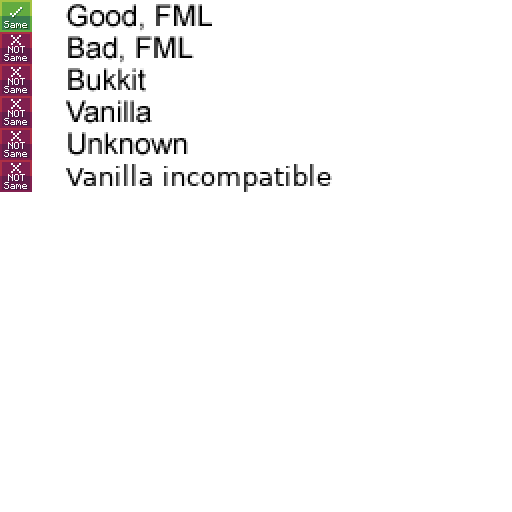 Same Good, FML
NOT Same Bad, FML
NOT Same Bukkit
NOT Same Vanilla
NOT Same Unknown
NOT Same Vanilla incompatible